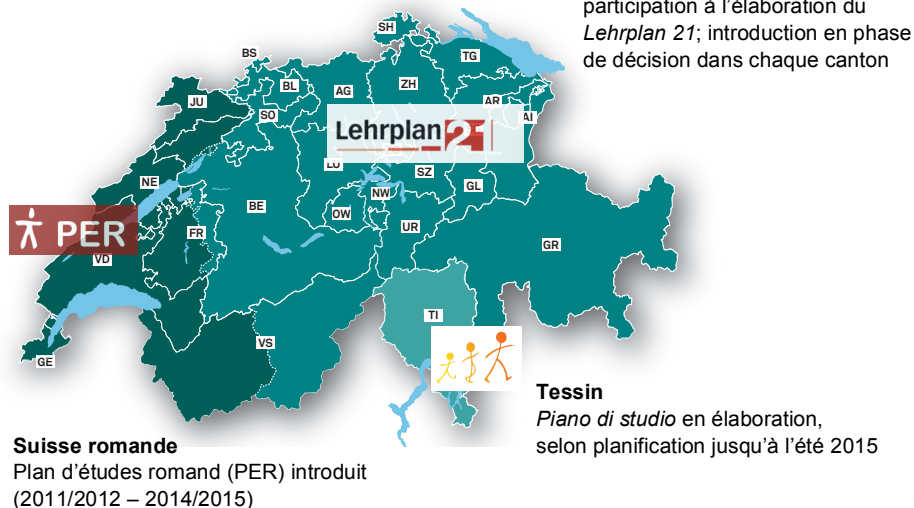 participation à l'élaboration du
Lehrplan 21; introduction en phase
de décision dans chaque canton
SH
BS
TG
BL
AG
ZH
JU
AR
AI
SO
Lehrplan 21
LU
SZ
NE
NW
GL
BE
OW
FR
UR
PER
GR
VD
TI
VS
GE
Tessin
Piano di studio en élaboration,
selon planification jusqu'à l'été 2015
Suisse romande
Plan d'études romand (PER) introduit
(2011/2012 – 2014/2015)